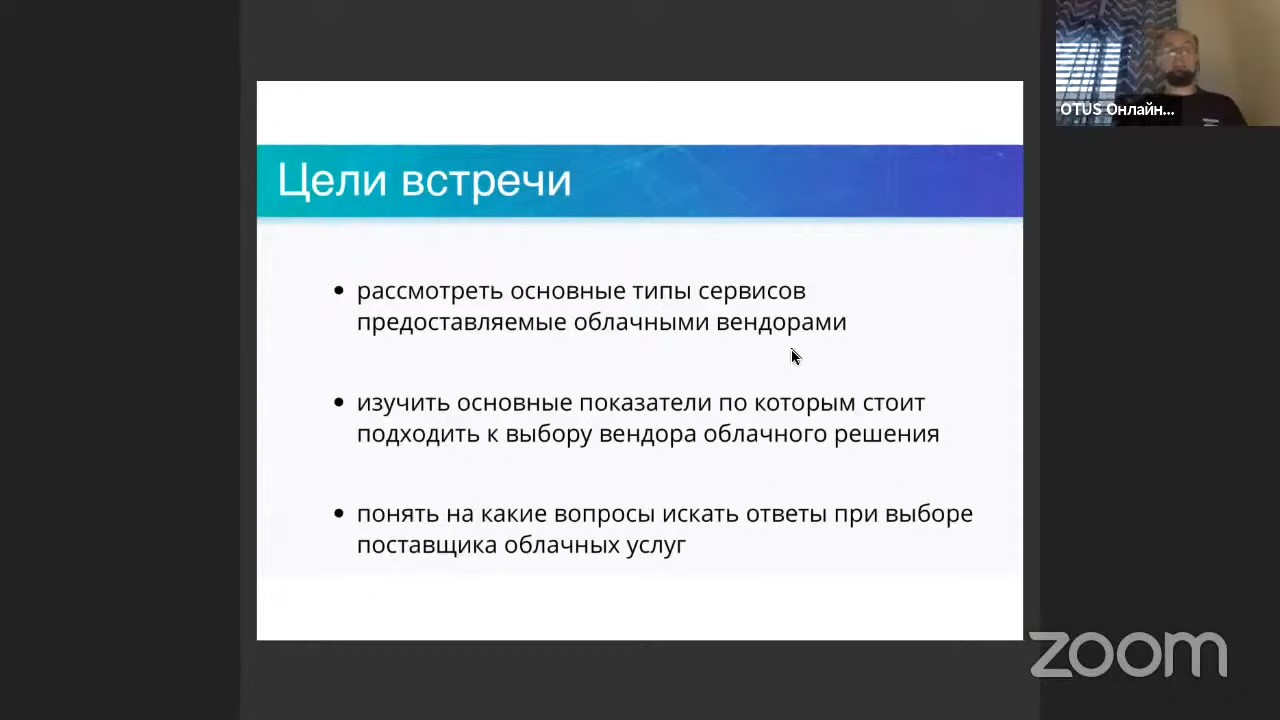 OTUS Онлайн...
Цели встречи
• рассмотреть основные типы сервисов
предоставляемые облачными вендорами
• изучить основные показатели по которым стоит
подходить к выбору вендора облачного решения
• понять на какие вопросы искать ответы при выборе
поставщика облачных услуг
zoom